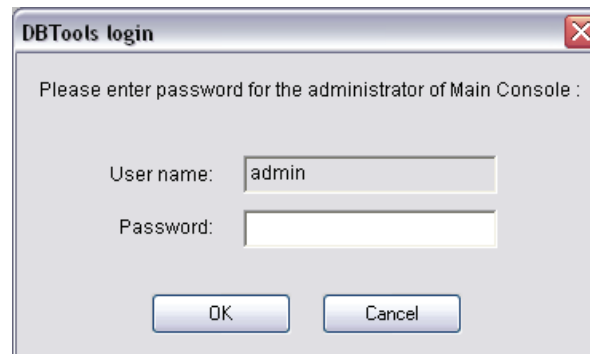 DBTools login
Please enter password for the administrator of Main Console :
User name: admin
Password:
OK Cancel